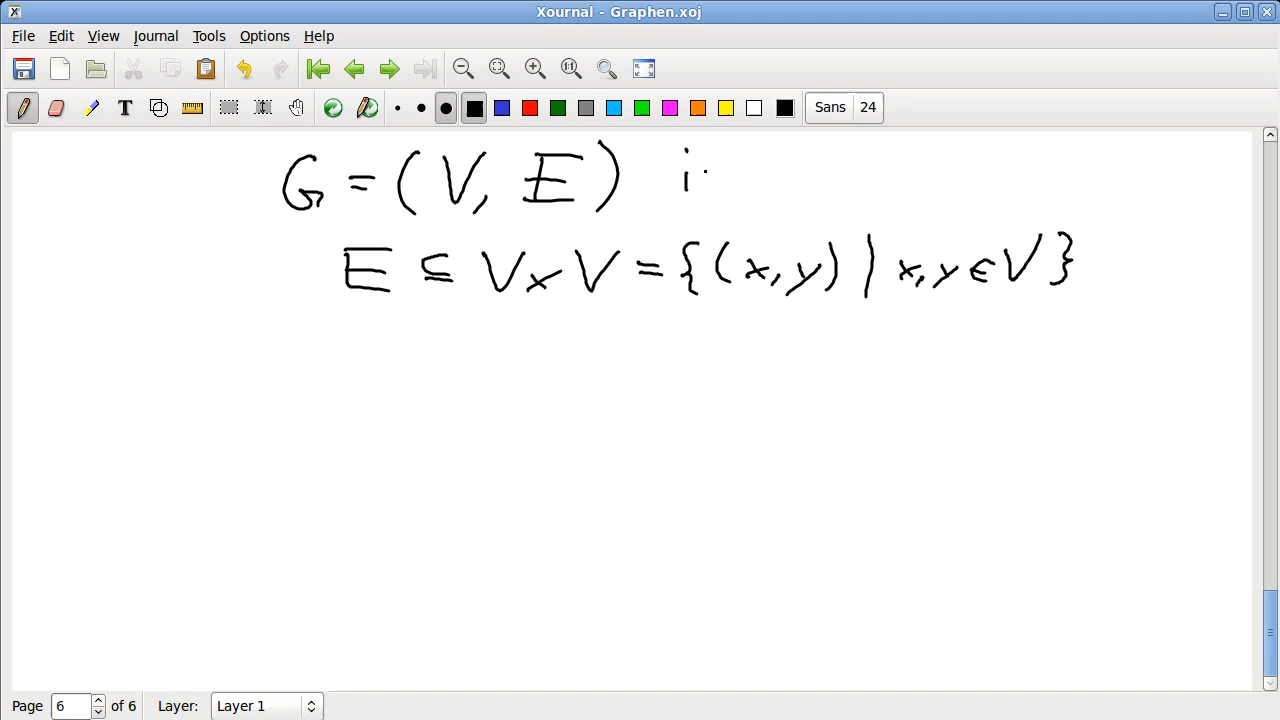 Xournal - Graphen.xoj
File Edit View Journal Tools Options Help
T Sans 24
G = (V, E) i
E ⊆ V × V = {(x, y) | x, y ∈ V}
Page 6 of 6 Layer: Layer 1